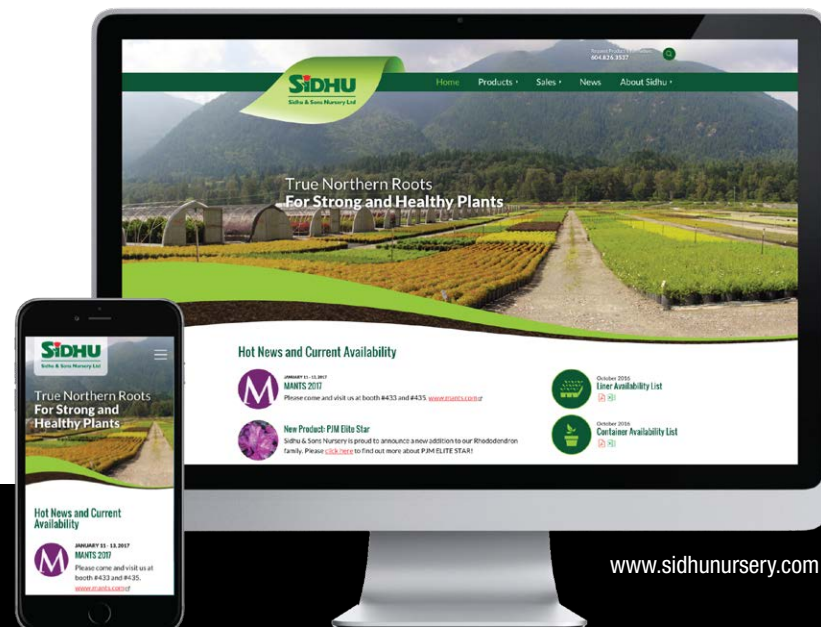 604.826.3537
SiDHU
Sidhu & Sons Nursery Ltd
Home Products Sales News About Sidhu
True Northern Roots
For Strong and Healthy Plants
Hot News and Current Availability
JANUARY 11 - 13, 2017
MANTS 2017
Please come and visit us at booth #433 and #435. www.mants.com
New Product: PJM Elite Star
Sidhu & Sons Nursery is proud to announce a new addition to our Rhododendron
family. Please click here to find out more about PJM ELITE STAR!
October 2016
Liner Availability List
October 2016
Container Availability List
SiDHU
Sidhu & Sons Nursery Ltd
True Northern Roots
For Strong and
Healthy Plants
Hot News and Current
Availability
JANUARY 11 - 13, 2017
MANTS 2017
Please come and visit us at
booth #433 and #435.
www.mants.com
www.sidhunursery.com